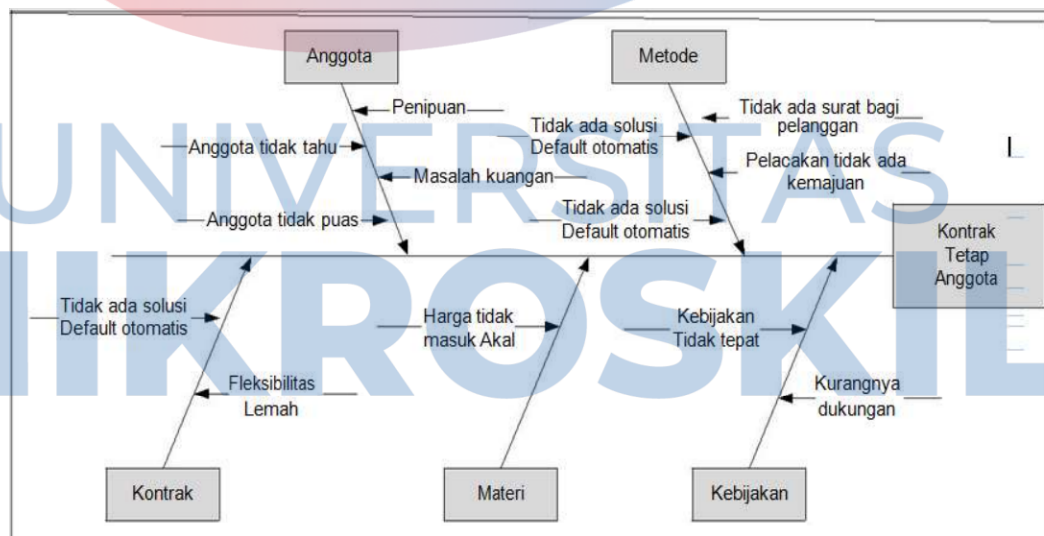 Anggota
Metode
Penipuan
Anggota tidak tahu
Masalah kuangan
Anggota tidak puas
Tidak ada solusi
Default otomatis
Tidak ada surat bagi
pelanggan
Pelacakan tidak ada
kemajuan
Tidak ada solusi
Default otomatis
Kontrak
Tetap
Anggota
Tidak ada solusi
Default otomatis
Fleksibilitas
Lemah
Harga tidak
masuk Akal
Kebijakan
Tidak tepat
Kurangnya
dukungan
Kontrak
Materi
Kebijakan
UNIVERSITAS
MIKROSKIL